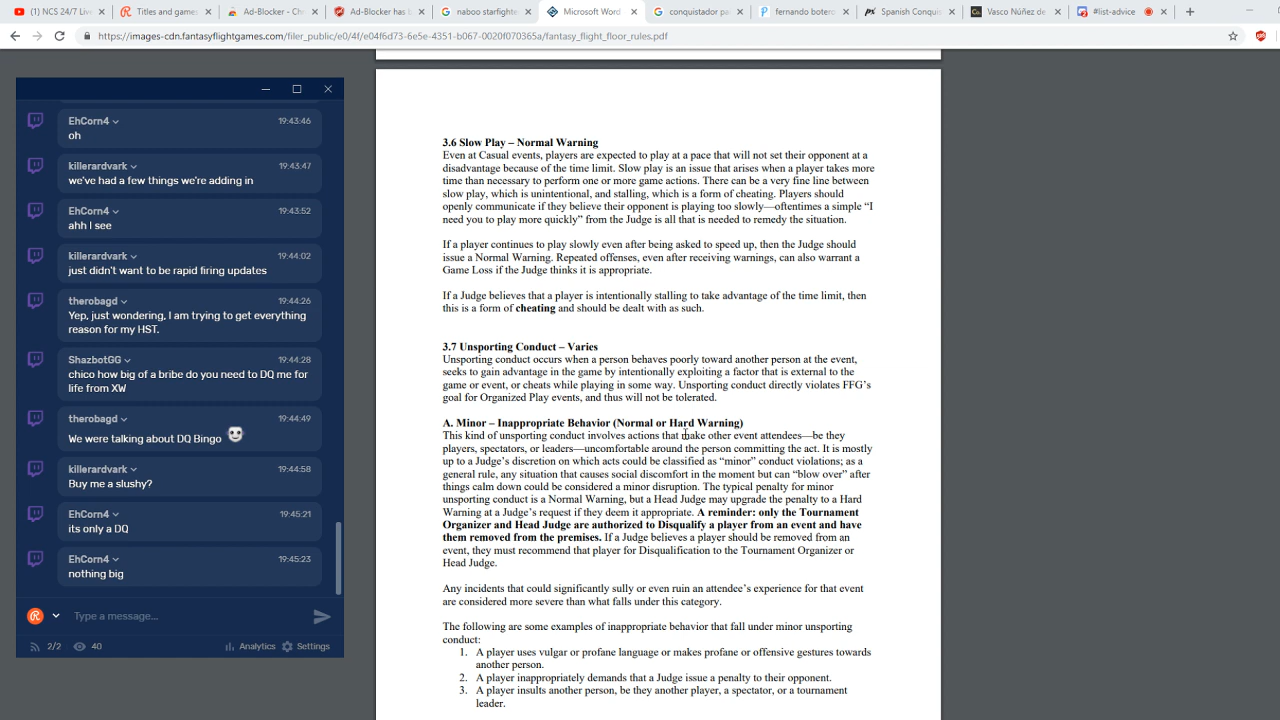 (1) NCS 24/7 Live
Titles and games
Ad-Blocker - Chr
Ad-Blocker has b
naboo starfighte
Microsoft Word
conquistador pa
fernando botero
Spanish Conquis
Vasco Núñez de
#list-advice
https://images-cdn.fantasyflightgames.com/filer_public/e0/4f/e04f6d73-6e5e-4351-b067-0020f070365a/fantasy_flight_floor_rules.pdf
EhCorn4 19:43:46
oh
killerardvark 19:43:47
we've had a few things we're adding in
EhCorn4 19:43:52
ahh I see
killerardvark 19:44:02
just didn't want to be rapid firing updates
therobagd 19:44:26
Yep, just wondering, I am trying to get everything
reason for my HST.
ShazbotGG 19:44:28
chico how big of a bribe do you need to DQ me for
life from XW
therobagd 19:44:49
We were talking about DQ Bingo
killerardvark 19:44:58
Buy me a slushy?
EhCorn4 19:45:21
its only a DQ
EhCorn4 19:45:23
nothing big
Type a message...
2/2 40 Analytics Settings
3.6 Slow Play – Normal Warning
Even at Casual events, players are expected to play at a pace that will not set their opponent at a
disadvantage because of the time limit. Slow play is an issue that arises when a player takes more
time than necessary to perform one or more game actions. There can be a very fine line between
slow play, which is unintentional, and stalling, which is a form of cheating. Players should
openly communicate if they believe their opponent is playing too slowly—oftentimes a simple “I
need you to play more quickly” from the Judge is all that is needed to remedy the situation.
If a player continues to play slowly even after being asked to speed up, then the Judge should
issue a Normal Warning. Repeated offenses, even after receiving warnings, can also warrant a
Game Loss if the Judge thinks it is appropriate.
If a Judge believes that a player is intentionally stalling to take advantage of the time limit, then
this is a form of cheating and should be dealt with as such.
3.7 Unsporting Conduct – Varies
Unsporting conduct occurs when a person behaves poorly toward another person at the event,
seeks to gain advantage in the game by intentionally exploiting a factor that is external to the
game or event, or cheats while playing in some way. Unsporting conduct directly violates FFG’s
goal for Organized Play events, and thus will not be tolerated.
A. Minor – Inappropriate Behavior (Normal or Hard Warning)
This kind of unsporting conduct involves actions that make other event attendees—be they
players, spectators, or leaders—uncomfortable around the person committing the act. It is mostly
up to a Judge’s discretion on which acts could be classified as “minor” conduct violations; as a
general rule, any situation that causes social discomfort in the moment but can “blow over” after
things calm down could be considered a minor disruption. The typical penalty for minor
unsporting conduct is a Normal Warning, but a Head Judge may upgrade the penalty to a Hard
Warning at a Judge’s request if they deem it appropriate. A reminder: only the Tournament
Organizer and Head Judge are authorized to Disqualify a player from an event and have
them removed from the premises. If a Judge believes a player should be removed from an
event, they must recommend that player for Disqualification to the Tournament Organizer or
Head Judge.
Any incidents that could significantly sully or even ruin an attendee’s experience for that event
are considered more severe than what falls under this category.
The following are some examples of inappropriate behavior that fall under minor unsporting
conduct:
1. A player uses vulgar or profane language or makes profane or offensive gestures towards
another person.
2. A player inappropriately demands that a Judge issue a penalty to their opponent.
3. A player insults another person, be they another player, a spectator, or a tournament
leader.